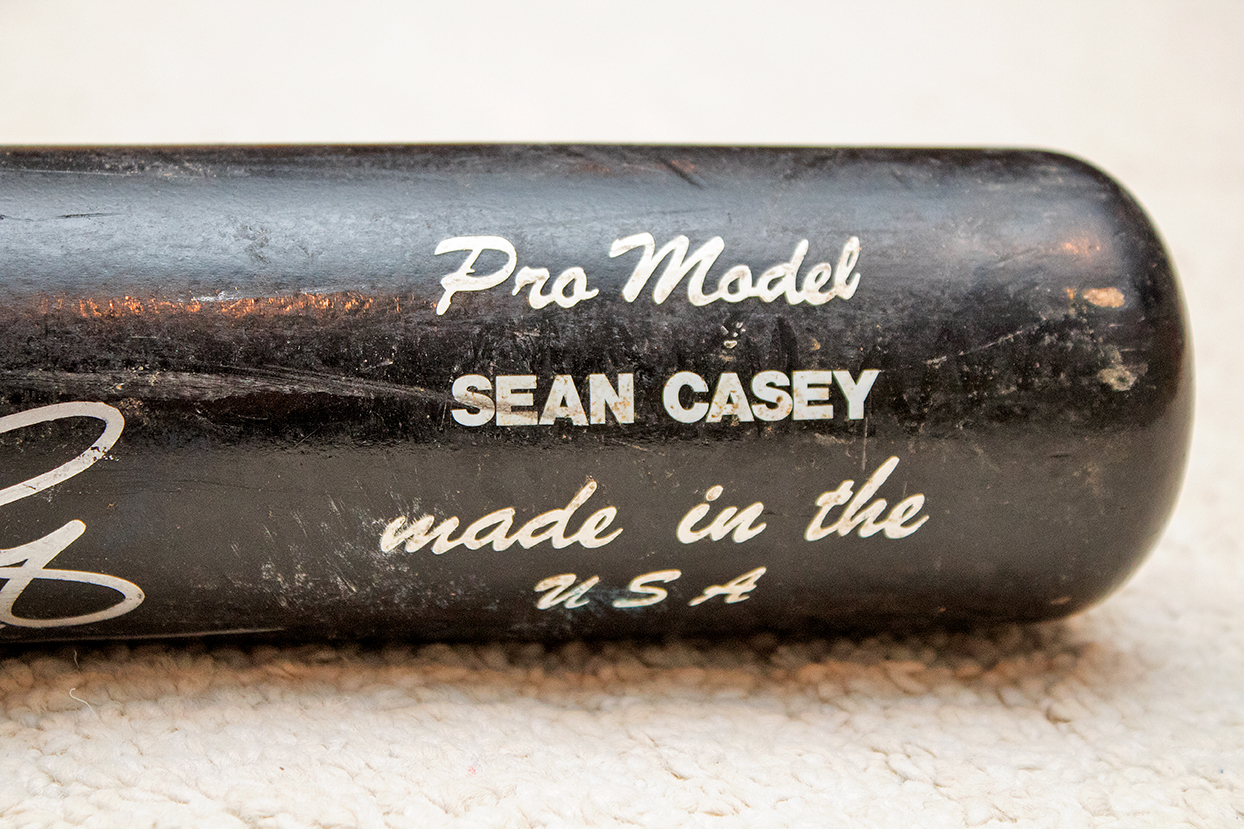 Pro Model
SEAN CASEY
made in the
USA